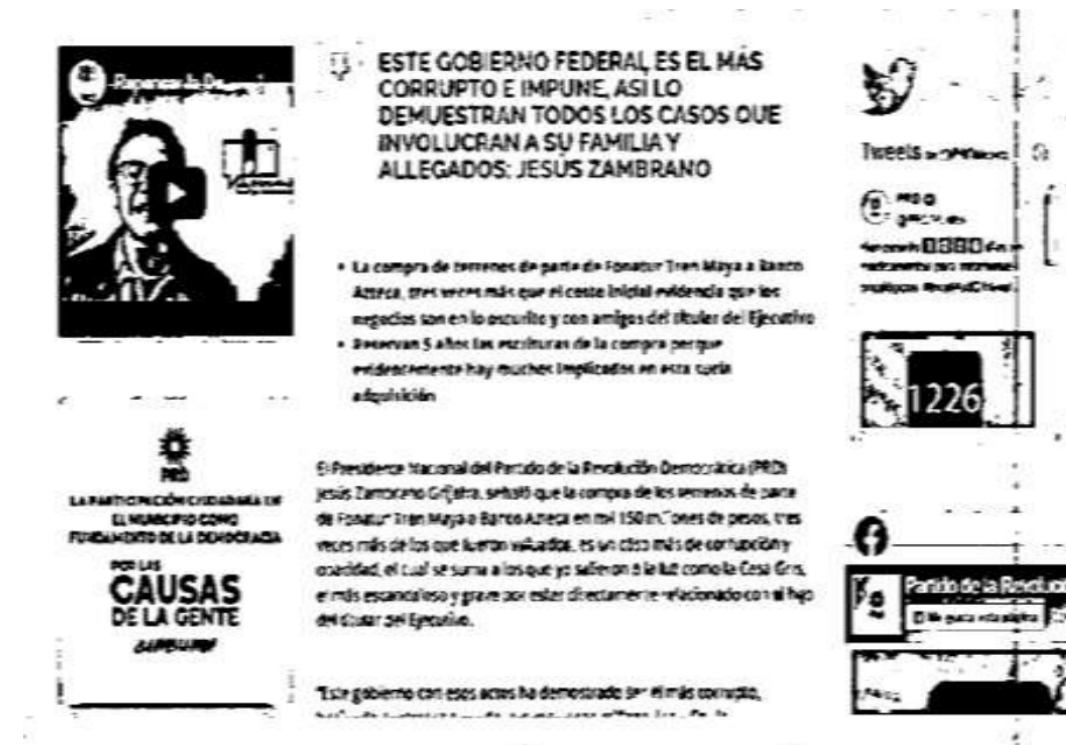 ESTE GOBIERNO FEDERAL, ES EL MÁS
CORRUPTO E IMPUNE, ASI LO
DEMUESTRAN TODOS LOS CASOS QUE
INVOLUCRAN A SU FAMILIA Y
ALLEGADOS: JESÚS ZAMBRANO
• La compra de terrenos de parte de Fonatur Tren Maya a Banco
Azteca, tres veces más que el costo inicial evidencia que los
negocios son en lo oscurito y con amigos del titular del Ejecutivo
• Reservan 5 años las escrituras de la compra porque
evidentemente hay muchos implicados en esta sucia
adquisición
El Presidente Nacional del Partido de la Revolución Democrática (PRD)
Jesús Zambrano Grijalva, señaló que la compra de los terrenos de parte
de Fonatur Tren Maya a Banco Azteca en mil 150 millones de pesos, tres
veces más de los que fueron valuados, es un caso más de corrupción y
opacidad, el cual se suma a los que ya salieron a la luz como la Casa Gris,
el más escandaloso y grave por estar directamente relacionado con el hijo
del titular del Ejecutivo.
"Este gobierno con esos actos ha demostrado ser el más corrupto,
PRD
LA PARTICIPACIÓN CIUDADANA
EL MUNICIPIO COMO
FUNDAMENTO DE LA DEMOCRACIA
POR LAS
CAUSAS
DE LA GENTE
Tweets
PRD
1226
Partido de la Revoluci
Me gusta esta página